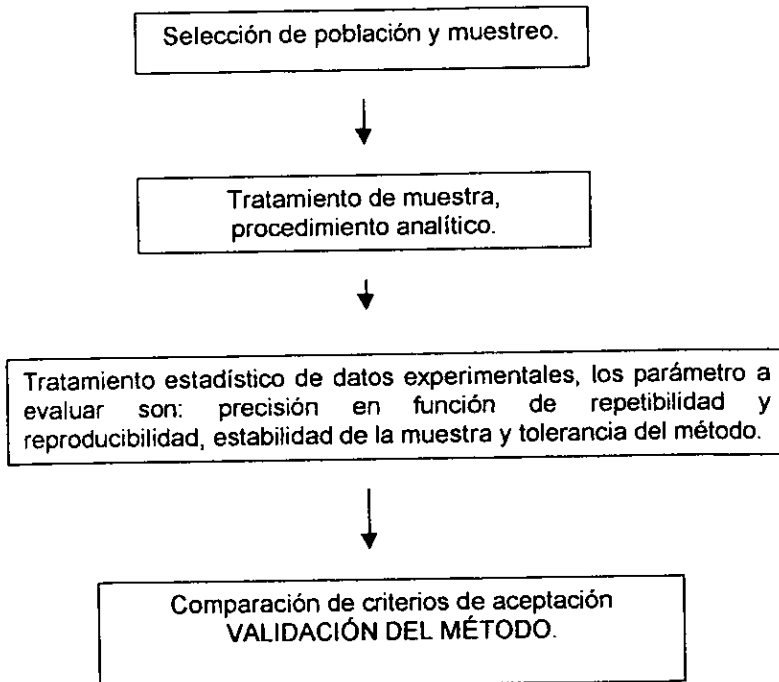 Selección de población y muestreo.
Tratamiento de muestra,
procedimiento analítico.
Tratamiento estadístico de datos experimentales, los parámetro a
evaluar son: precisión en función de repetibilidad y
reproducibilidad, estabilidad de la muestra y tolerancia del método.
Comparación de criterios de aceptación
VALIDACIÓN DEL MÉTODO.